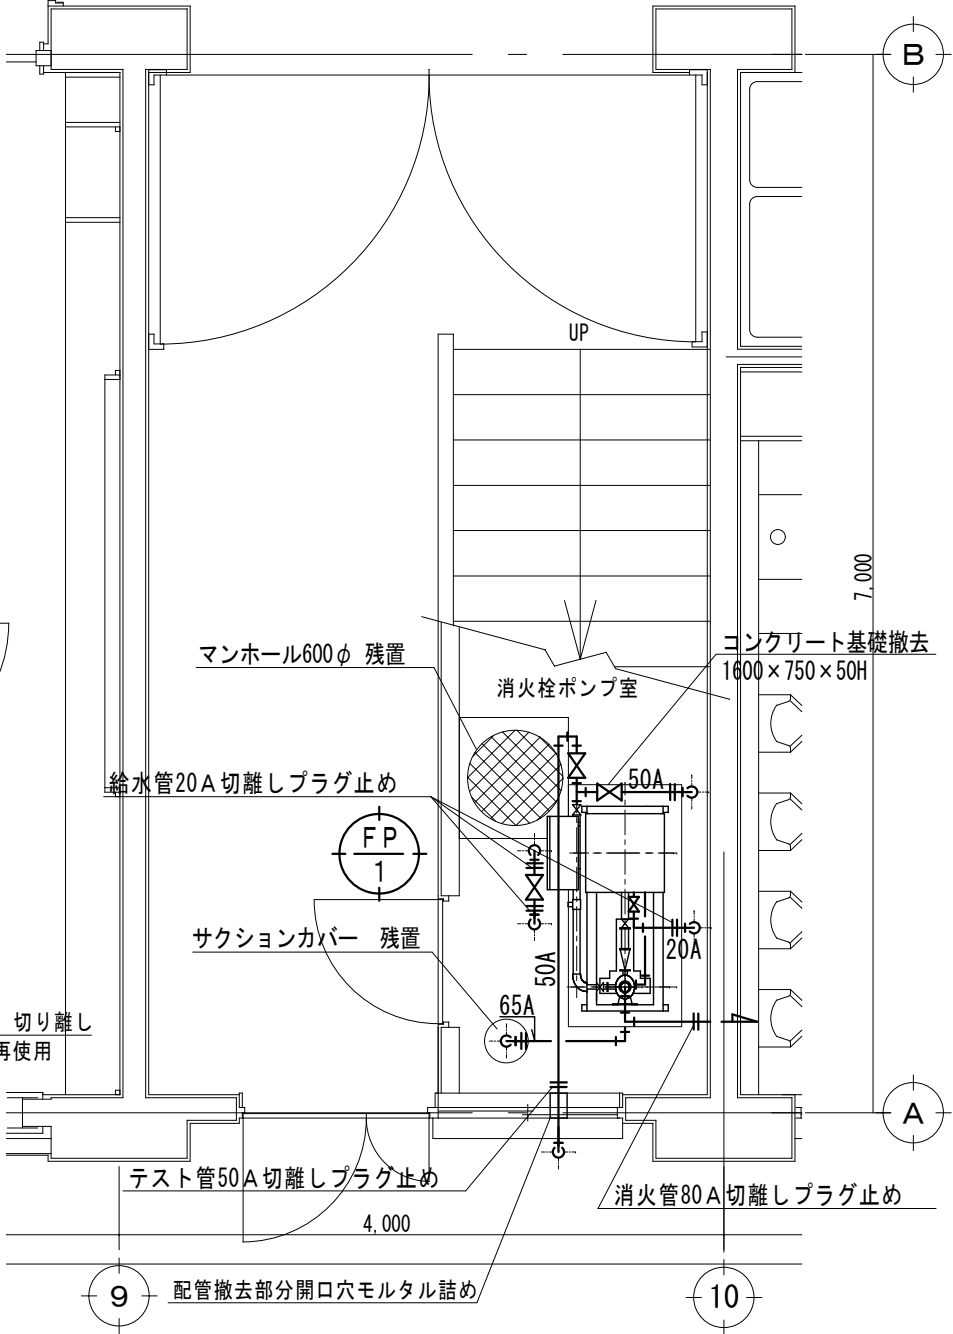 B
UP
7,000
マンホール600φ 残置
コンクリート基礎撤去
1600×750×50H
消火栓ポンプ室
50A
給水管20A切離しプラグ止め
FP
1
サクションカバー 残置
50A
20A
65A
切り離し
再使用
A
テスト管50A切離しプラグ止め
消火管80A切離しプラグ止め
4,000
配管撤去部分開口穴モルタル詰め
9
10